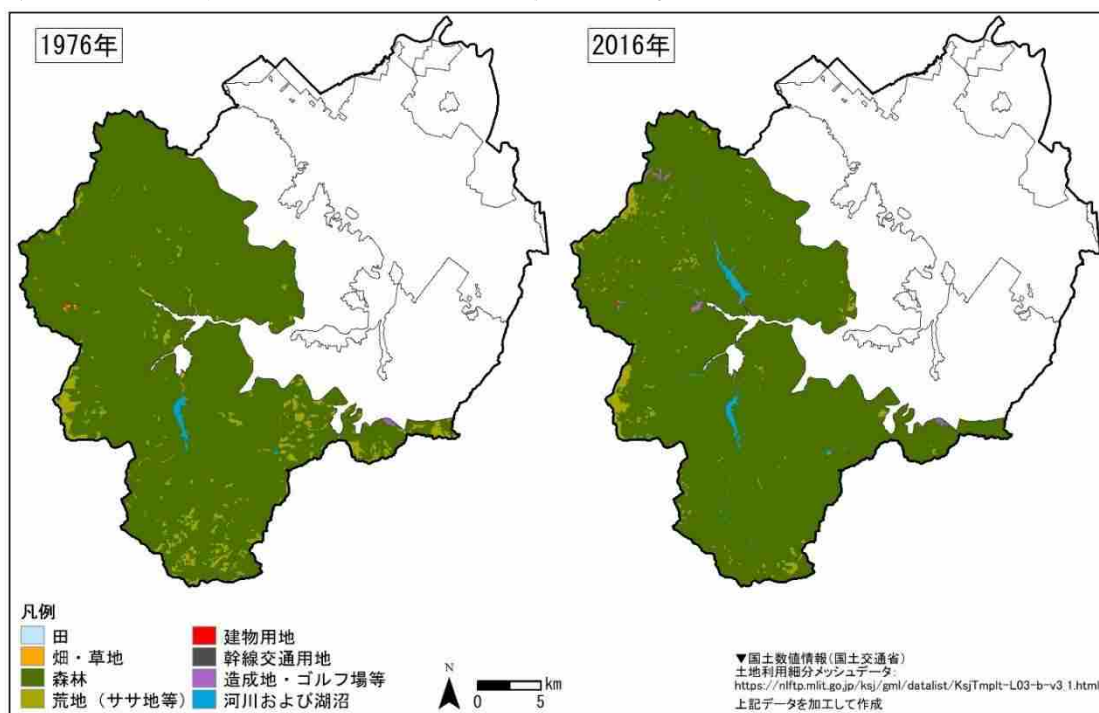 1976年
2016年
凡例
田
畑・草地
森林
荒地（ササ地等）
建物用地
幹線交通用地
造成地・ゴルフ場等
河川および湖沼
N
km
0 5
▼国土数値情報（国土交通省）
土地利用細分メッシュデータ：
https://nlftp.mlit.go.jp/ksj/gml/datalist/KsjTmplt-L03-b-v3_1.html
上記データを加工して作成